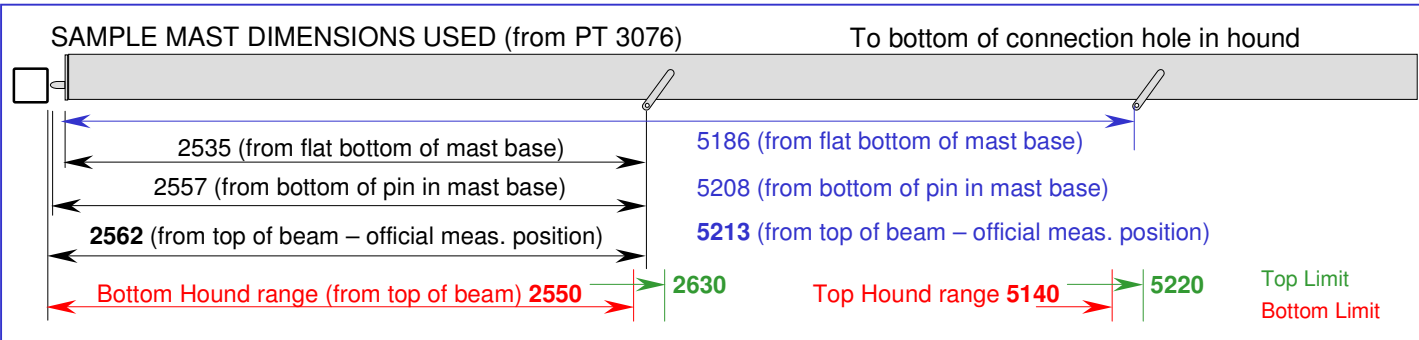 SAMPLE MAST DIMENSIONS USED (from PT 3076)
To bottom of connection hole in hound
2535 (from flat bottom of mast base)
5186 (from flat bottom of mast base)
2557 (from bottom of pin in mast base)
5208 (from bottom of pin in mast base)
2562 (from top of beam – official meas. position)
5213 (from top of beam – official meas. position)
Bottom Hound range (from top of beam) 2550
2630
Top Hound range 5140
5220
Top Limit
Bottom Limit